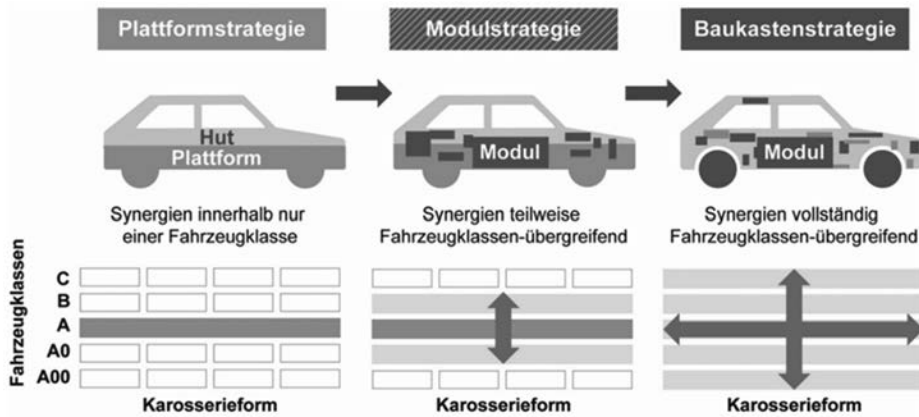 Plattformstrategie
Modulstrategie
Baukastenstrategie
Hut
Plattform
Modul
Modul
Synergien innerhalb nur
einer Fahrzeugklasse
Synergien teilweise
Fahrzeugklassen-übergreifend
Synergien vollständig
Fahrzeugklassen-übergreifend
Fahrzeugklassen
C
B
A
A0
A00
Karosserieform
Karosserieform
Karosserieform